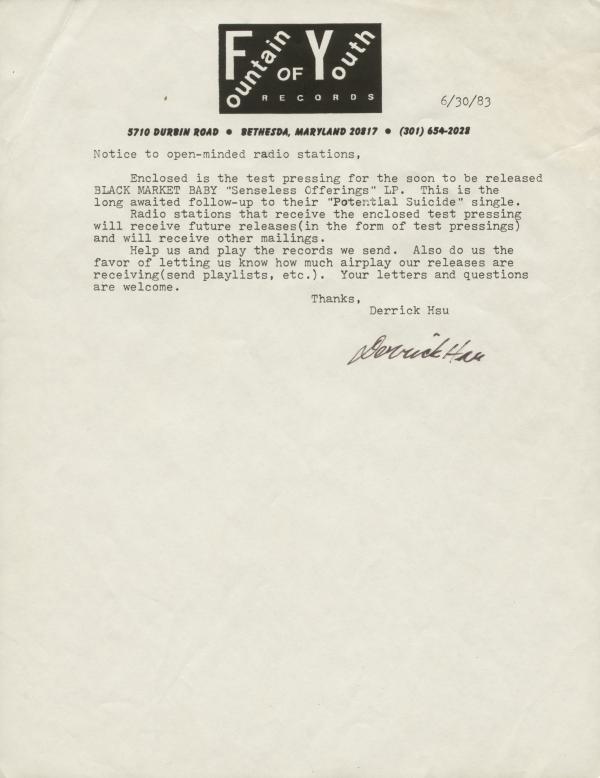 Fountain OF Youth
RECORDS
6/30/83
5710 DURBIN ROAD ● BETHESDA, MARYLAND 20817 ● (301) 654-2028
Notice to open-minded radio stations,
Enclosed is the test pressing for the soon to be released
BLACK MARKET BABY "Senseless Offerings" LP. This is the
long awaited follow-up to their "Potential Suicide" single.
Radio stations that receive the enclosed test pressing
will receive future releases(in the form of test pressings)
and will receive other mailings.
Help us and play the records we send. Also do us the
favor of letting us know how much airplay our releases are
receiving(send playlists, etc.). Your letters and questions
are welcome.
Thanks,
Derrick Hsu
Derrick Hsu